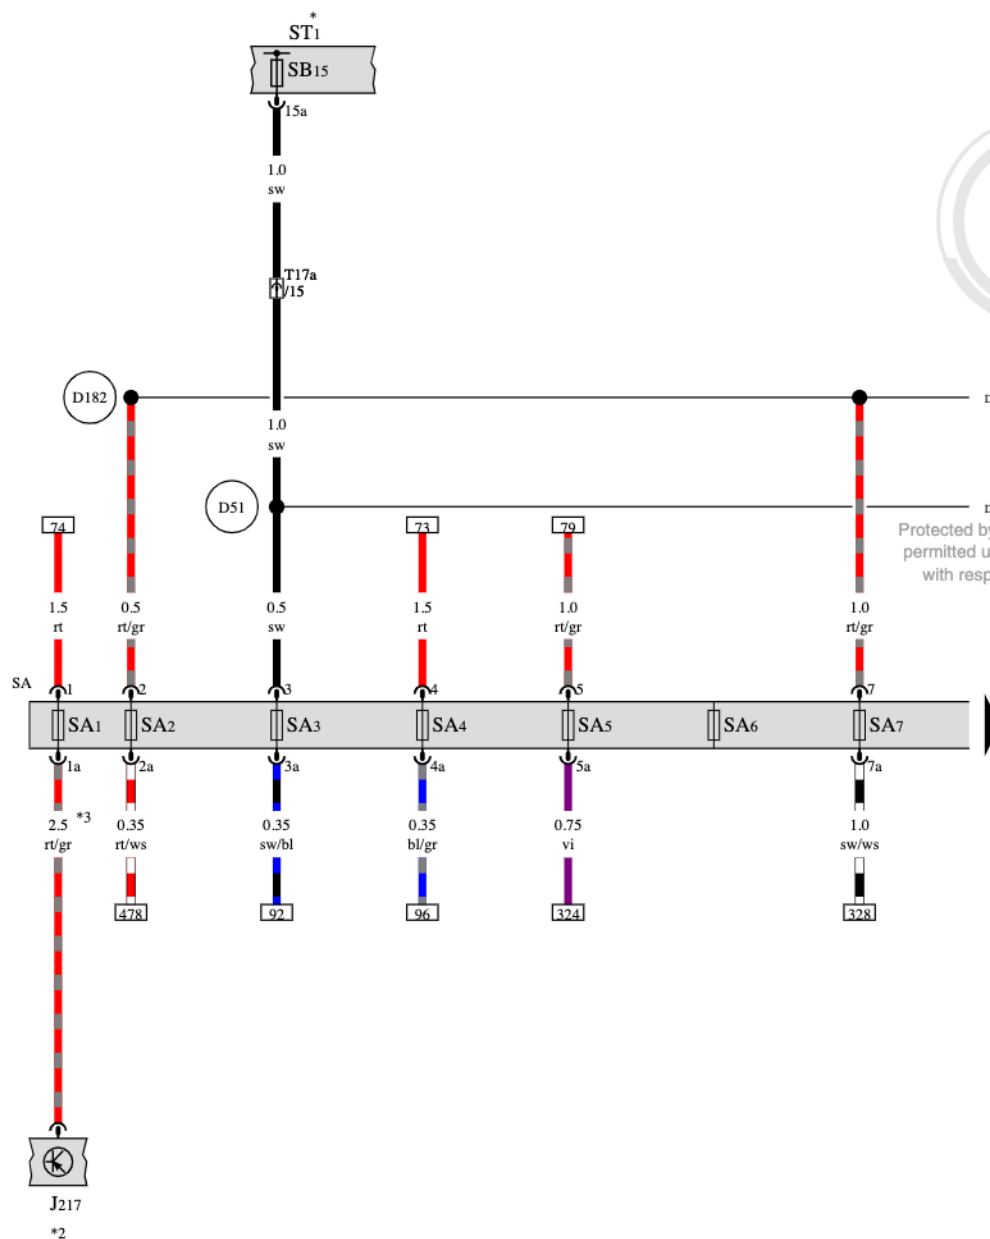 *
ST1
SB15
15a
1.0
sw
T17a
/15
D182
D
1.0
sw
D51
D
74
73
79
Protected by
permitted u
with resp
1.5
rt
0.5
rt/gr
0.5
sw
1.5
rt
1.0
rt/gr
1.0
rt/gr
SA
1
2
3
4
5
7
SA1
SA2
SA3
SA4
SA5
SA6
SA7
1a
2a
3a
4a
5a
7a
*3
2.5
rt/gr
0.35
rt/ws
0.35
sw/bl
0.35
bl/gr
0.75
vi
1.0
sw/ws
478
92
96
324
328
J217
*2